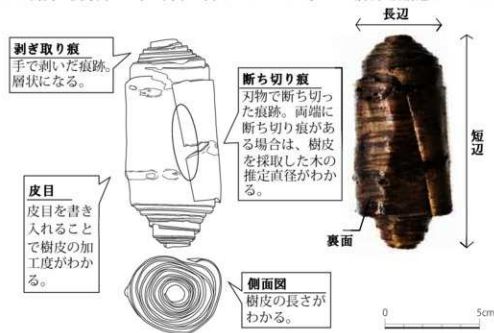 剥ぎ取り痕
手で剥いだ痕跡。
層状になる。
断ち切り痕
刃物で断ち切っ
た痕跡。両端に
断ち切り痕があ
る場合は、樹皮
を採取した木の
推定直径がわか
る。
皮目
皮目を書き
入れること
で樹皮の加
工度がわか
る。
側面図
樹皮の長さが
わかる。
長辺
短辺
裏面
0 5cm